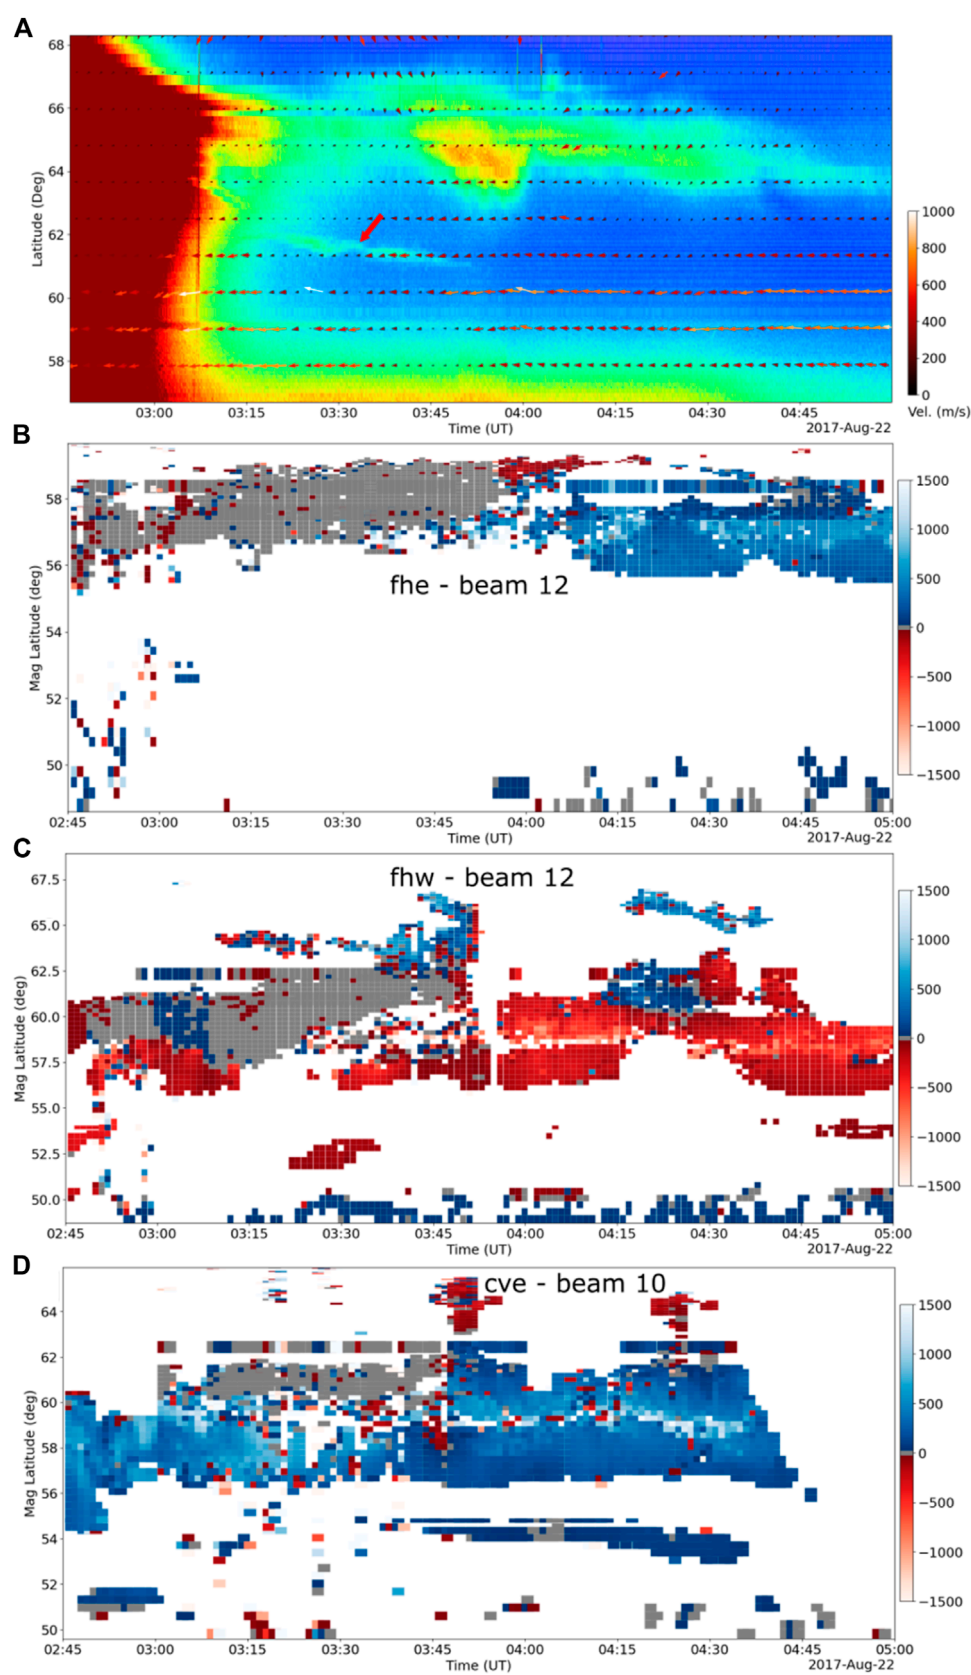 A
68
66
64
62
60
58
Latitude (Deg)
03:00 03:15 03:30 03:45 04:00 04:15 04:30 04:45
Time (UT)
2017-Aug-22
1000
800
600
400
200
0
Vel. (m/s)
B
58
56
54
52
50
Mag Latitude (deg)
fhe - beam 12
02:45 03:00 03:15 03:30 03:45 04:00 04:15 04:30 04:45 05:00
Time (UT)
2017-Aug-22
1500
1000
500
0
−500
−1000
−1500
C
67.5
65.0
62.5
60.0
57.5
55.0
52.5
50.0
Mag Latitude (deg)
fhw - beam 12
02:45 03:00 03:15 03:30 03:45 04:00 04:15 04:30 04:45 05:00
Time (UT)
2017-Aug-22
1500
1000
500
0
−500
−1000
−1500
D
64
62
60
58
56
54
52
50
Mag Latitude (deg)
cve - beam 10
02:45 03:00 03:15 03:30 03:45 04:00 04:15 04:30 04:45 05:00
Time (UT)
2017-Aug-22
1500
1000
500
0
−500
−1000
−1500